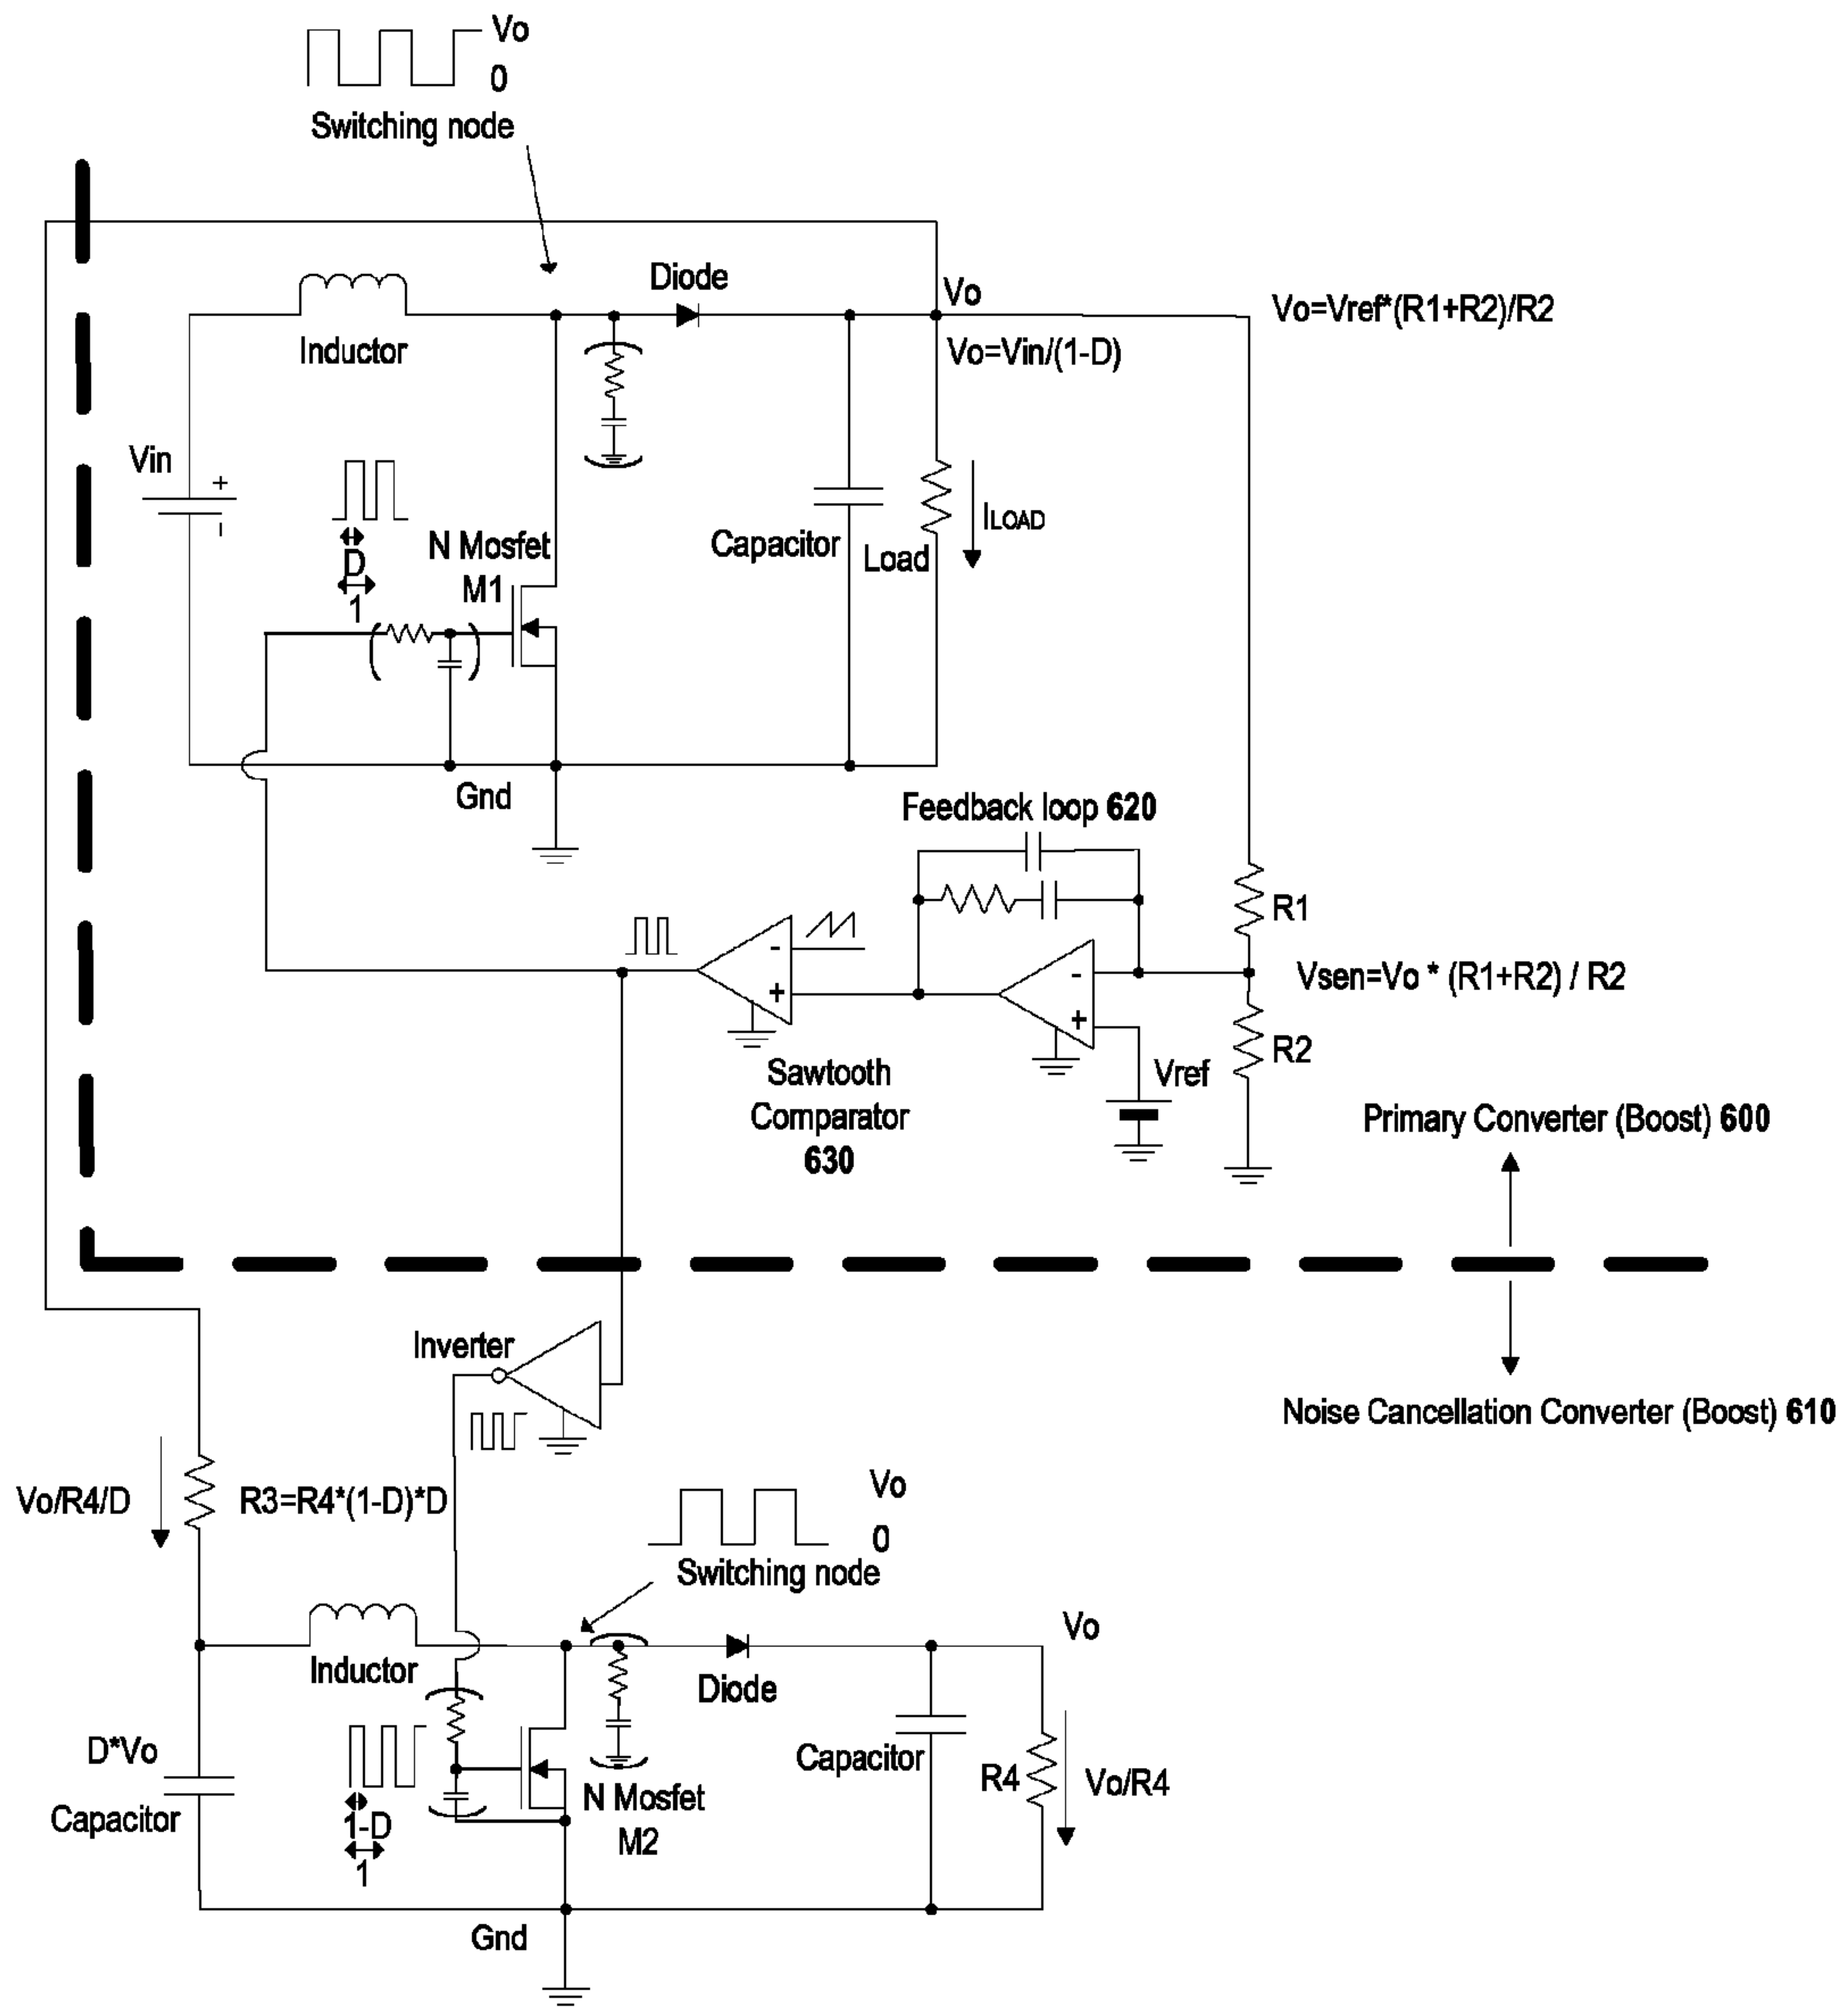 Vo
0
Switching node
Diode
Vo
Vo=Vref*(R1+R2)/R2
Inductor
Vo=Vin/(1-D)
Vin
+
-
D
1
N Mosfet
M1
Capacitor
Load
ILOAD
Gnd
Feedback loop 620
R1
-
+
-
+
Vsen=Vo * (R1+R2) / R2
R2
Vref
Sawtooth
Comparator
630
Primary Converter (Boost) 600
Inverter
Noise Cancellation Converter (Boost) 610
Vo/R4/D
R3=R4*(1-D)*D
Vo
0
Switching node
Vo
Inductor
Diode
D*Vo
Capacitor
1-D
1
N Mosfet
M2
Capacitor
R4
Vo/R4
Gnd